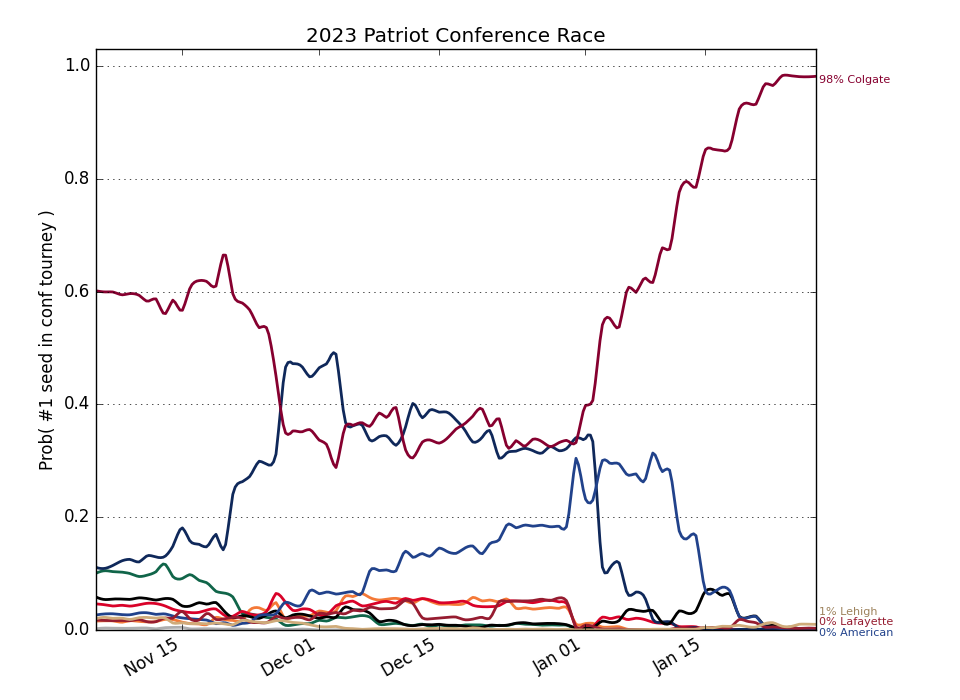 2023 Patriot Conference Race
Prob( #1 seed in conf tourney )
1.0
0.8
0.6
0.4
0.2
0.0
Nov 15
Dec 01
Dec 15
Jan 01
Jan 15
98% Colgate
1% Lehigh
0% Lafayette
0% American